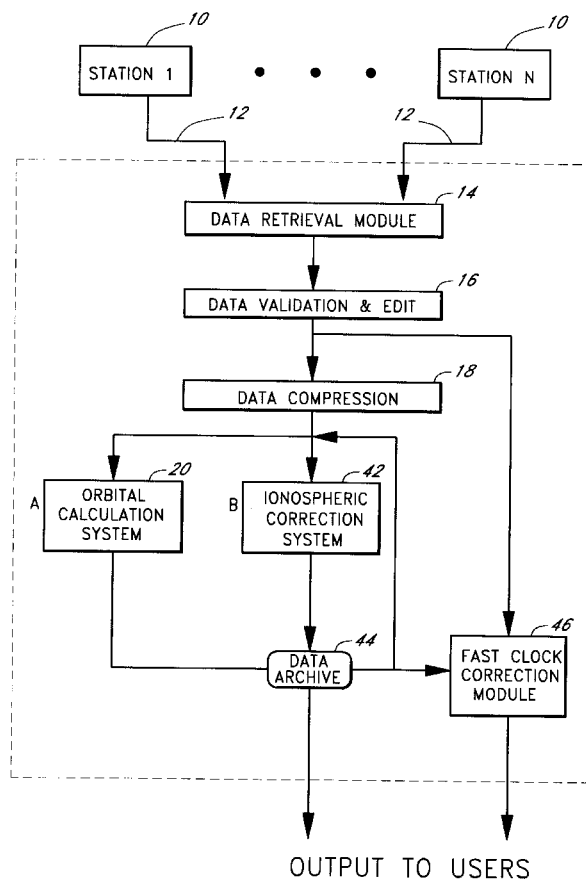 10
10
STATION 1
STATION N
12
12
14
DATA RETRIEVAL MODULE
16
DATA VALIDATION & EDIT
18
DATA COMPRESSION
20
A
ORBITAL
CALCULATION
SYSTEM
42
B
IONOSPHERIC
CORRECTION
SYSTEM
44
DATA
ARCHIVE
46
FAST CLOCK
CORRECTION
MODULE
OUTPUT TO USERS